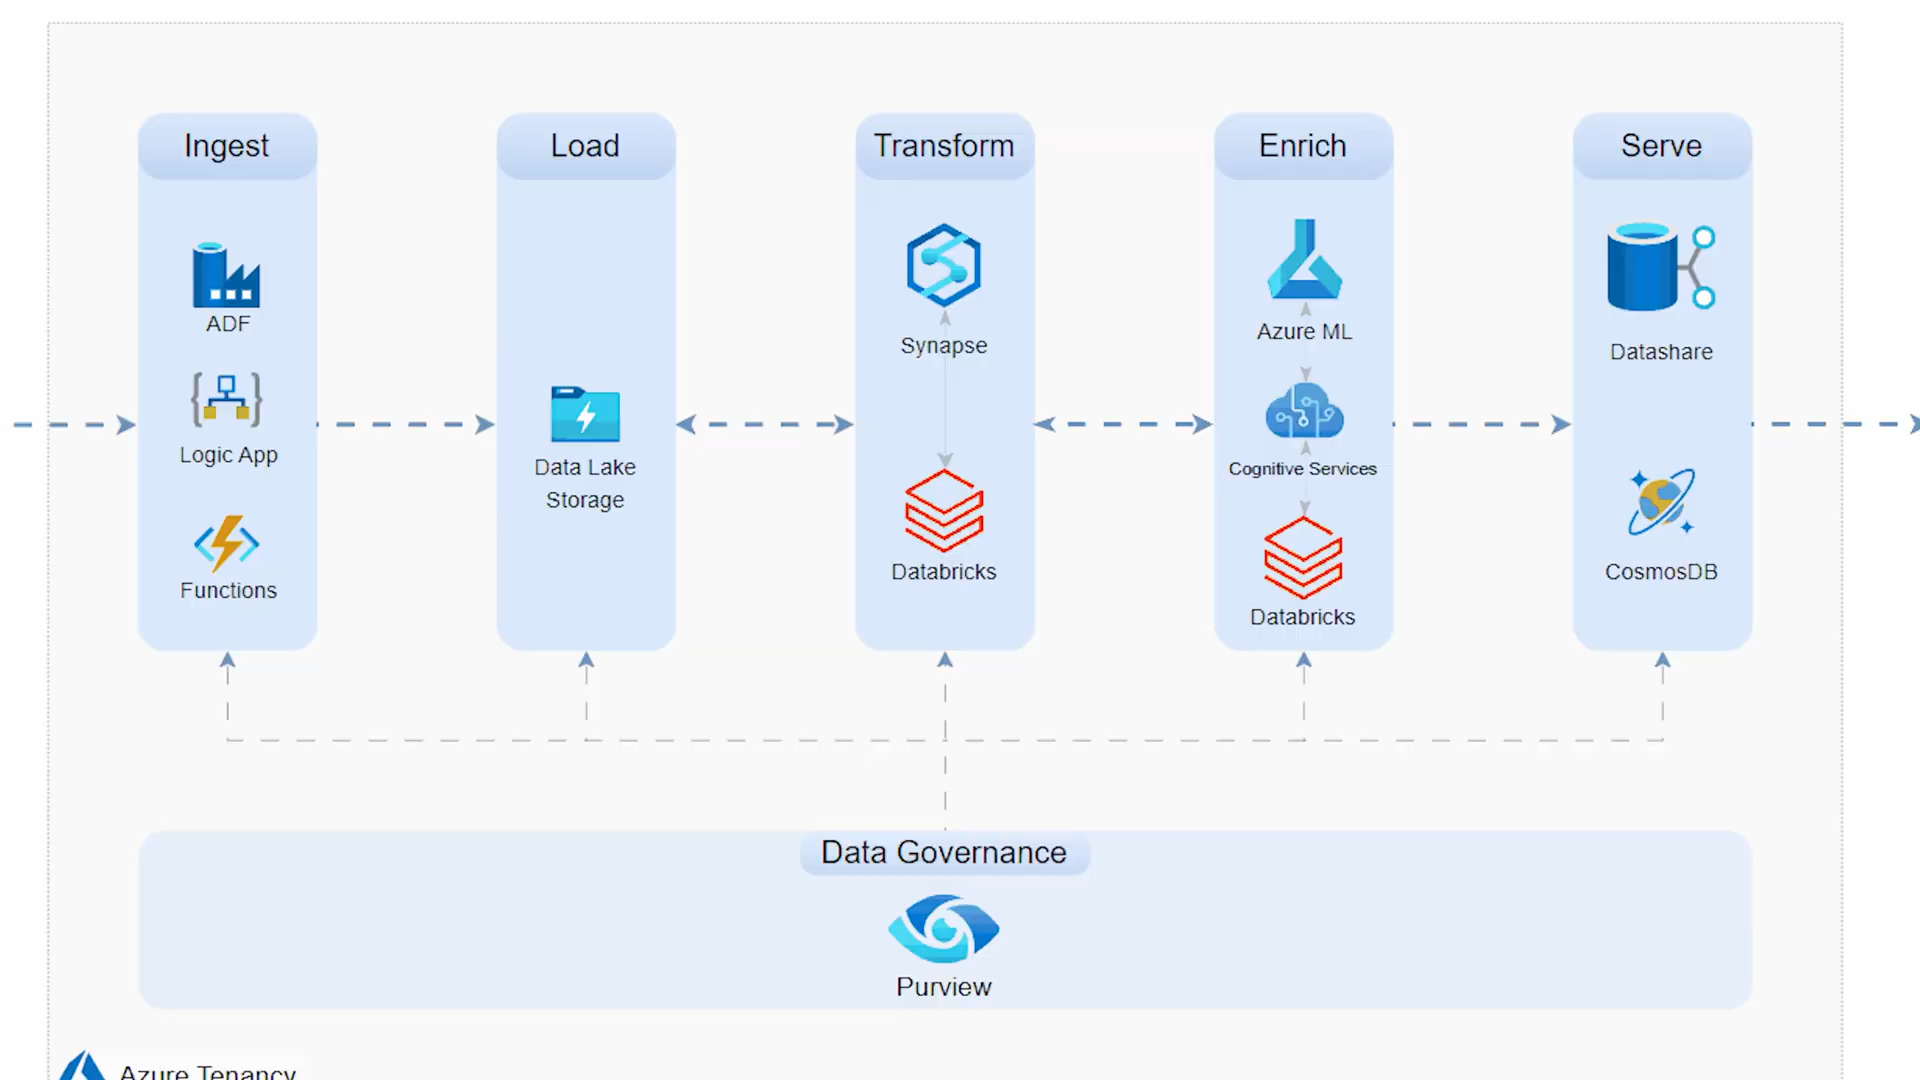 Ingest
Load
Transform
Enrich
Serve
ADF
Logic App
Functions
Data Lake
Storage
Synapse
Databricks
Azure ML
Cognitive Services
Databricks
Datashare
CosmosDB
Data Governance
Purview
Azure Tenancy